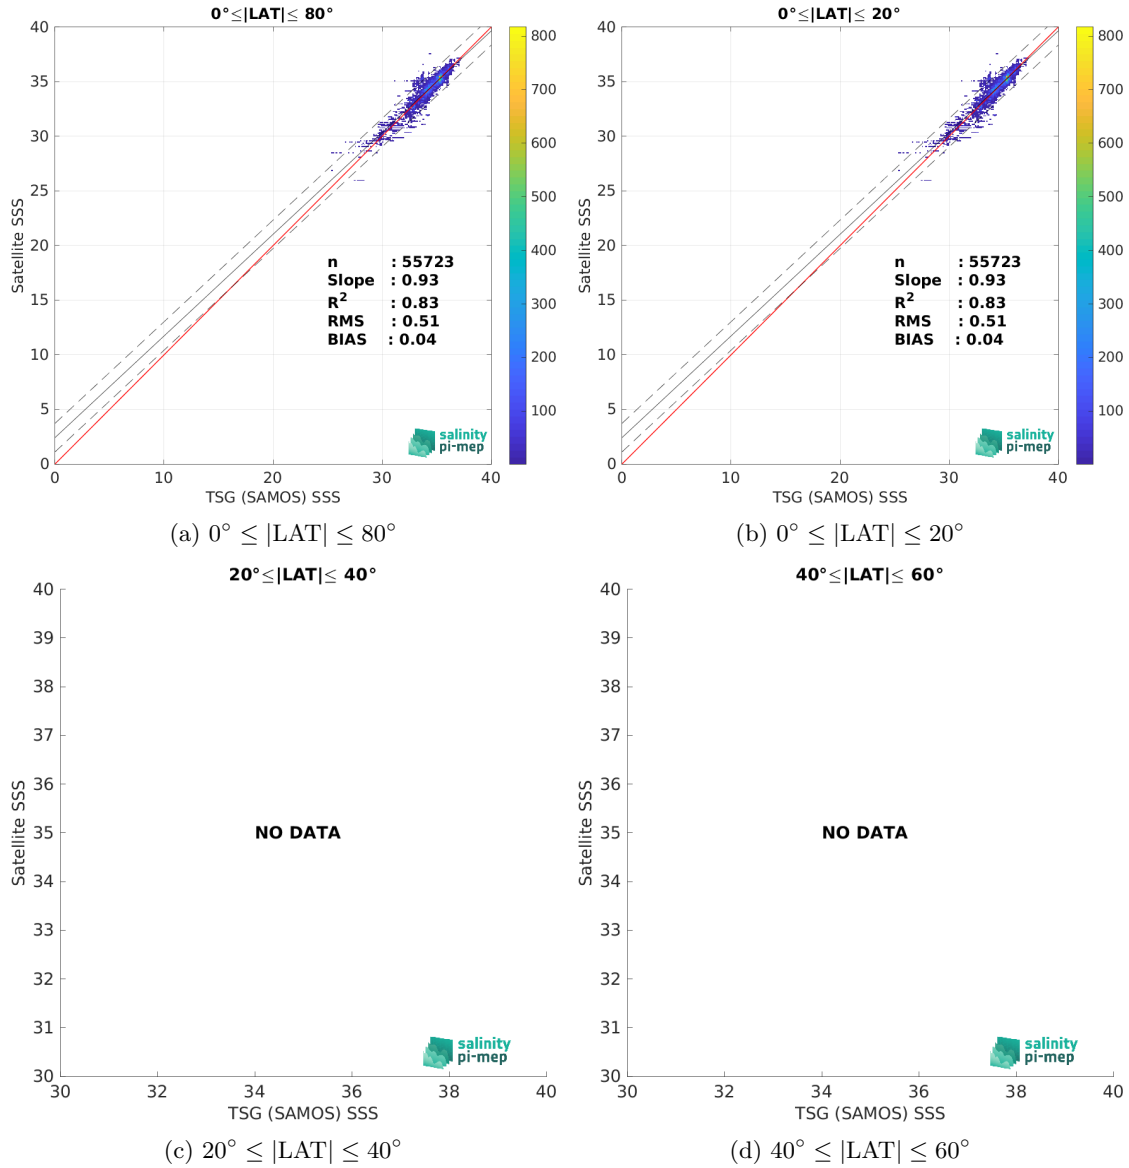 0°≤|LAT|≤ 80°
40
35
30
25
20
15
10
5
0
Satellite SSS
n : 55723
Slope : 0.93
R2 : 0.83
RMS : 0.51
BIAS : 0.04
salinity
pi-mep
0 10 20 30 40
TSG (SAMOS) SSS
800
700
600
500
400
300
200
100
(a) 0° ≤ |LAT| ≤ 80°
0°≤|LAT|≤ 20°
40
35
30
25
20
15
10
5
0
Satellite SSS
n : 55723
Slope : 0.93
R2 : 0.83
RMS : 0.51
BIAS : 0.04
salinity
pi-mep
0 10 20 30 40
TSG (SAMOS) SSS
800
700
600
500
400
300
200
100
(b) 0° ≤ |LAT| ≤ 20°
20°≤|LAT|≤ 40°
40
39
38
37
36
35
34
33
32
31
30
Satellite SSS
NO DATA
salinity
pi-mep
30 32 34 36 38 40
TSG (SAMOS) SSS
(c) 20° ≤ |LAT| ≤ 40°
40°≤|LAT|≤ 60°
40
39
38
37
36
35
34
33
32
31
30
Satellite SSS
NO DATA
salinity
pi-mep
30 32 34 36 38 40
TSG (SAMOS) SSS
(d) 40° ≤ |LAT| ≤ 60°